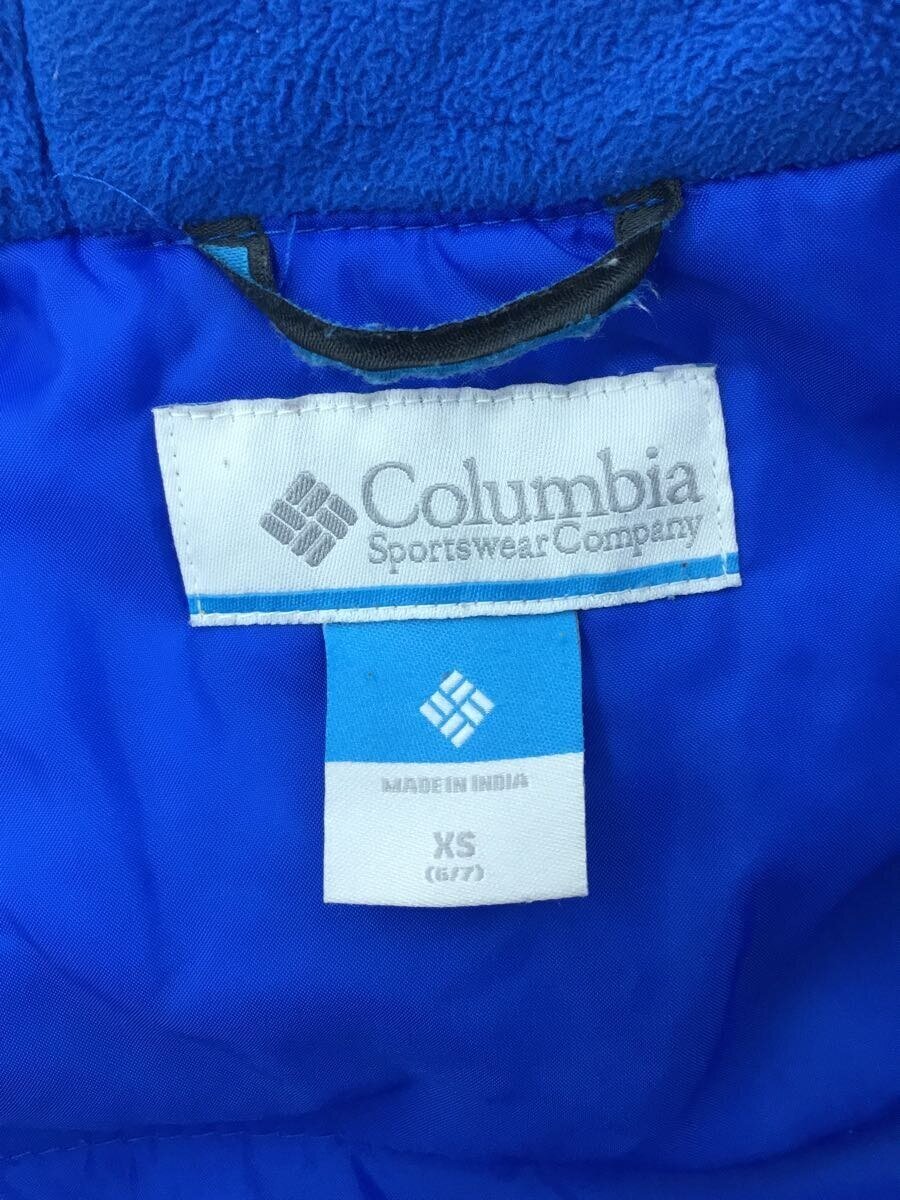 Columbia
Sportswear Company
MADE IN INDIA
XS
(6/7)